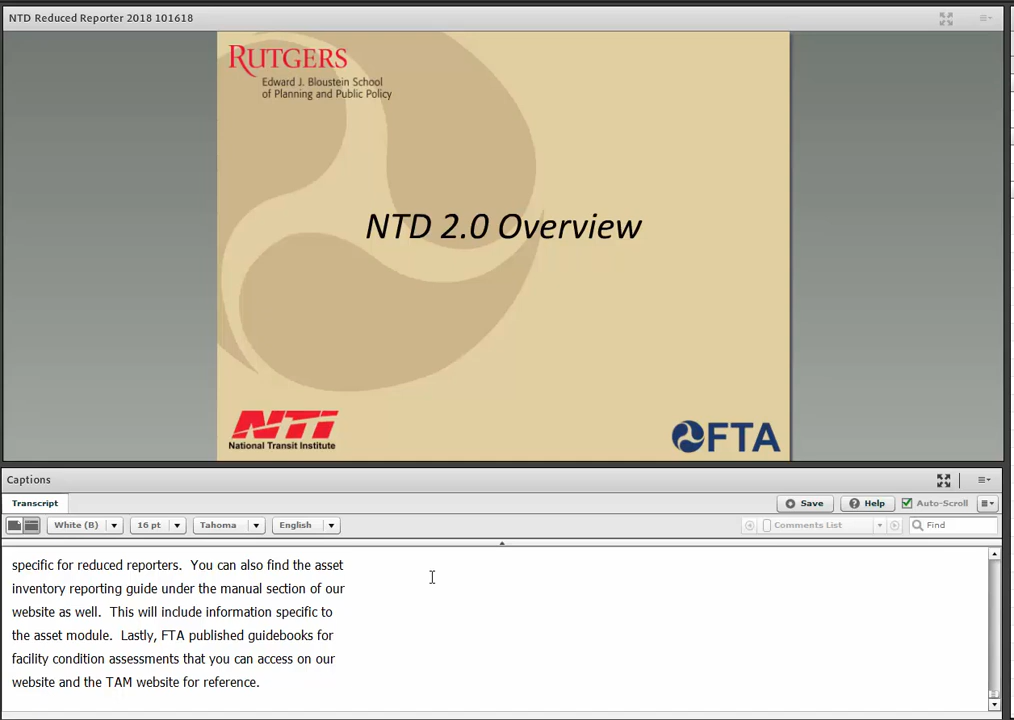 NTD Reduced Reporter 2018 101618
RUTGERS
Edward J. Bloustein School
of Planning and Public Policy
NTD 2.0 Overview
NTI
National Transit Institute
FTA
Captions
Transcript
Save
Help
Auto-Scroll
White (B)
16 pt
Tahoma
English
Comments List
Find
specific for reduced reporters.  You can also find the asset
inventory reporting guide under the manual section of our
website as well.  This will include information specific to
the asset module.  Lastly, FTA published guidebooks for
facility condition assessments that you can access on our
website and the TAM website for reference.